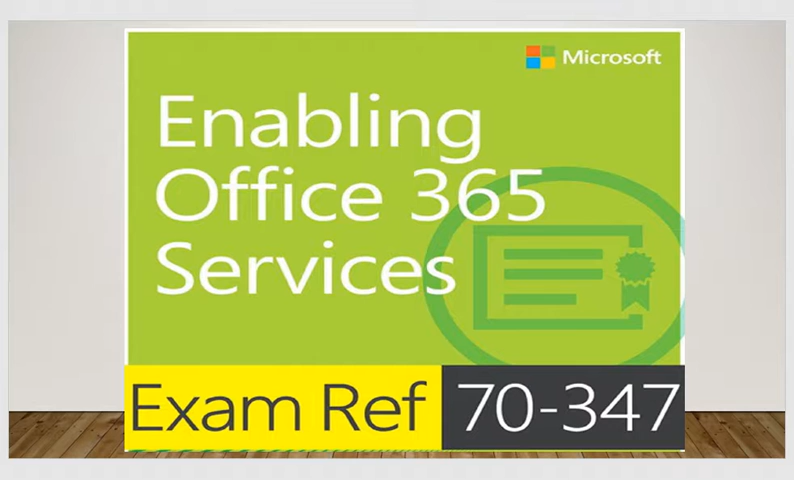 Microsoft
Enabling
Office 365
Services
Exam Ref 70-347